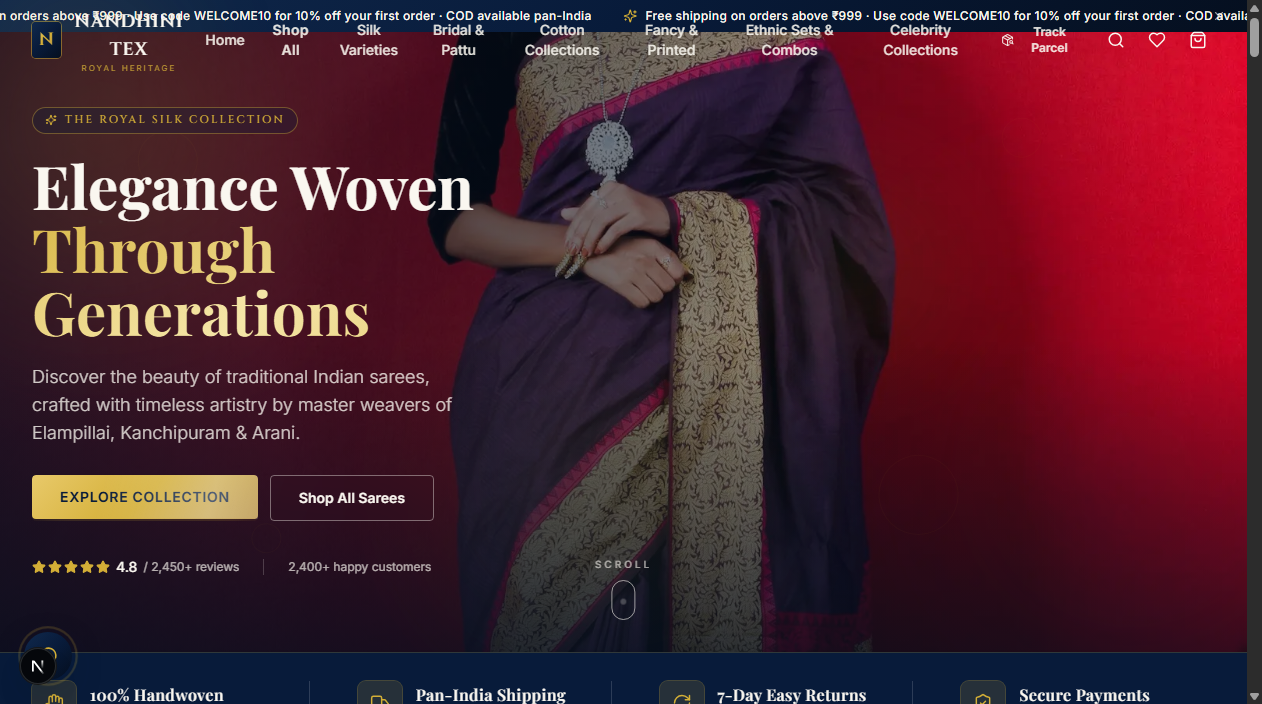 n orders above ₹999 · Use code WELCOME10 for 10% off your first order · COD available pan-India
Free shipping on orders above ₹999 · Use code WELCOME10 for 10% off your first order · COD availa
N
NANDHINI
TEX
ROYAL HERITAGE
Home
Shop
All
Silk
Varieties
Bridal &
Pattu
Cotton
Collections
Fancy &
Printed
Ethnic Sets &
Combos
Celebrity
Collections
Track
Parcel
THE ROYAL SILK COLLECTION
Elegance Woven
Through
Generations
Discover the beauty of traditional Indian sarees,
crafted with timeless artistry by master weavers of
Elampillai, Kanchipuram & Arani.
EXPLORE COLLECTION
Shop All Sarees
4.8 / 2,450+ reviews
2,400+ happy customers
SCROLL
N
100% Handwoven
Pan-India Shipping
7-Day Easy Returns
Secure Payments